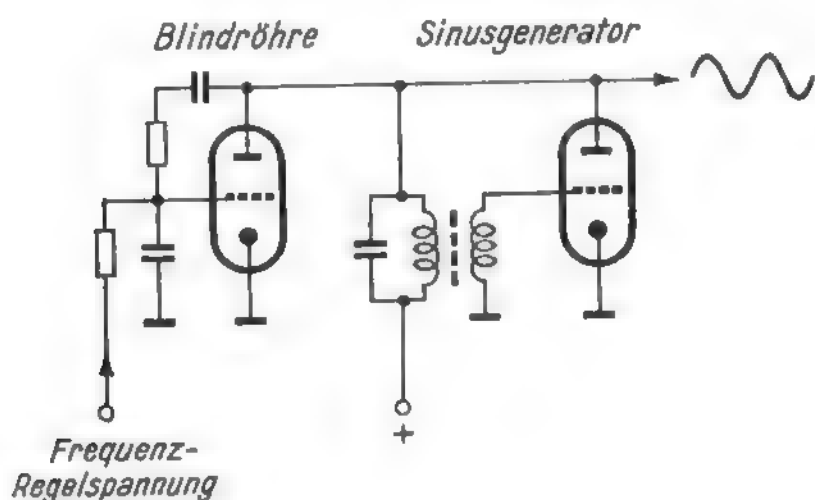 Blindröhre
Sinusgenerator
+
Frequenz-
Regelspannung